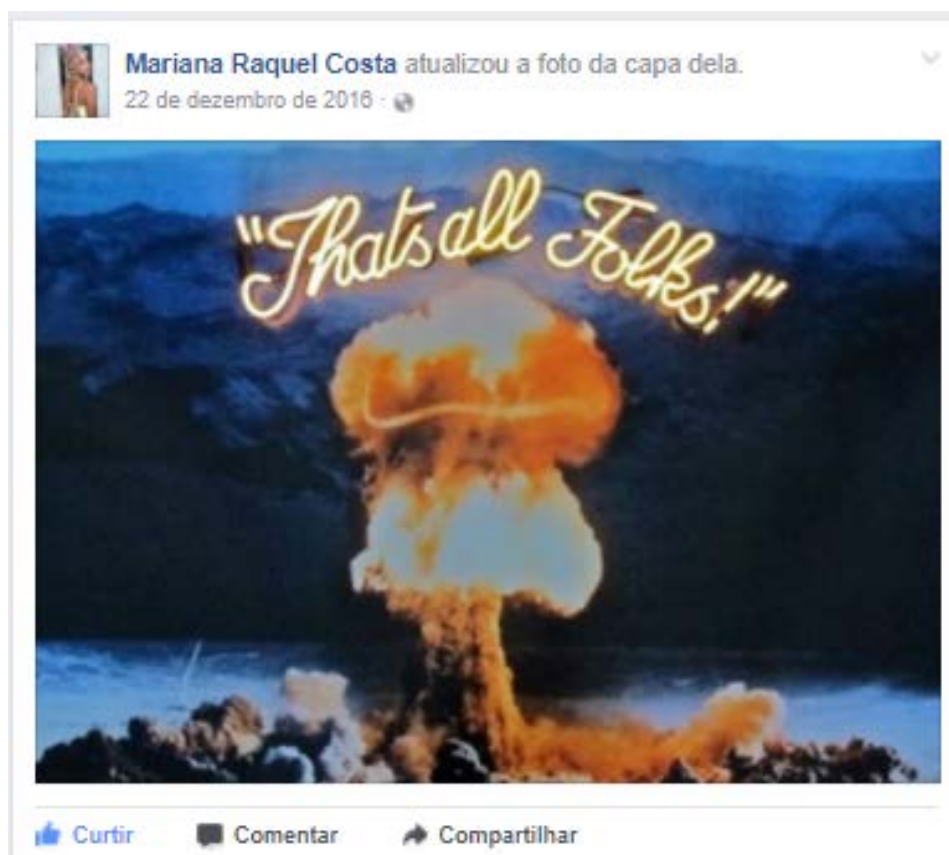 Mariana Raquel Costa atualizou a foto da capa dela.
22 de dezembro de 2016 ·
"Thats all Folks!"
Curtir Comentar Compartilhar